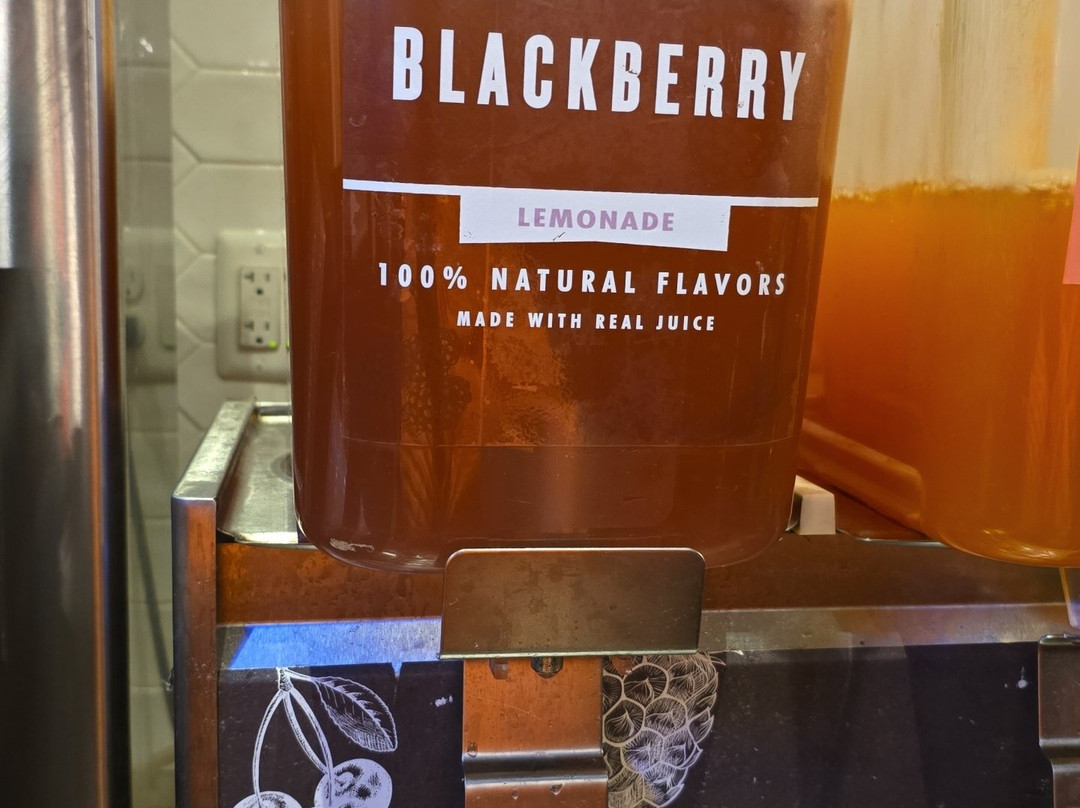 BLACKBERRY
LEMONADE
100% NATURAL FLAVORS
MADE WITH REAL JUICE